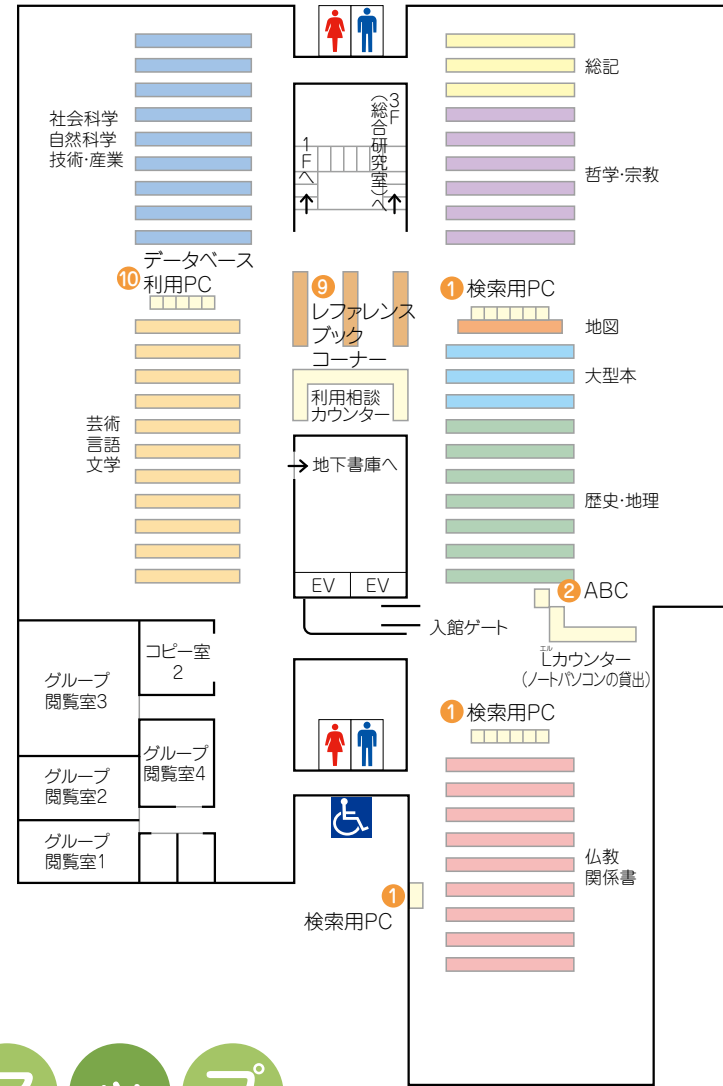 総記
社会科学
自然科学
技術・産業
1Fへ
3F
(総合研究室)へ
哲学・宗教
10
データベース
利用PC
9
レファレンス
ブック
コーナー
1 検索用PC
地図
大型本
利用相談
カウンター
芸術
言語
文学
地下書庫へ
歴史・地理
EV
EV
2 ABC
入館ゲート
エル
Lカウンター
(ノートパソコンの貸出)
コピー室
2
グループ
閲覧室3
グループ
閲覧室4
グループ
閲覧室2
グループ
閲覧室1
1 検索用PC
仏教
関係書
1
検索用PC
プ